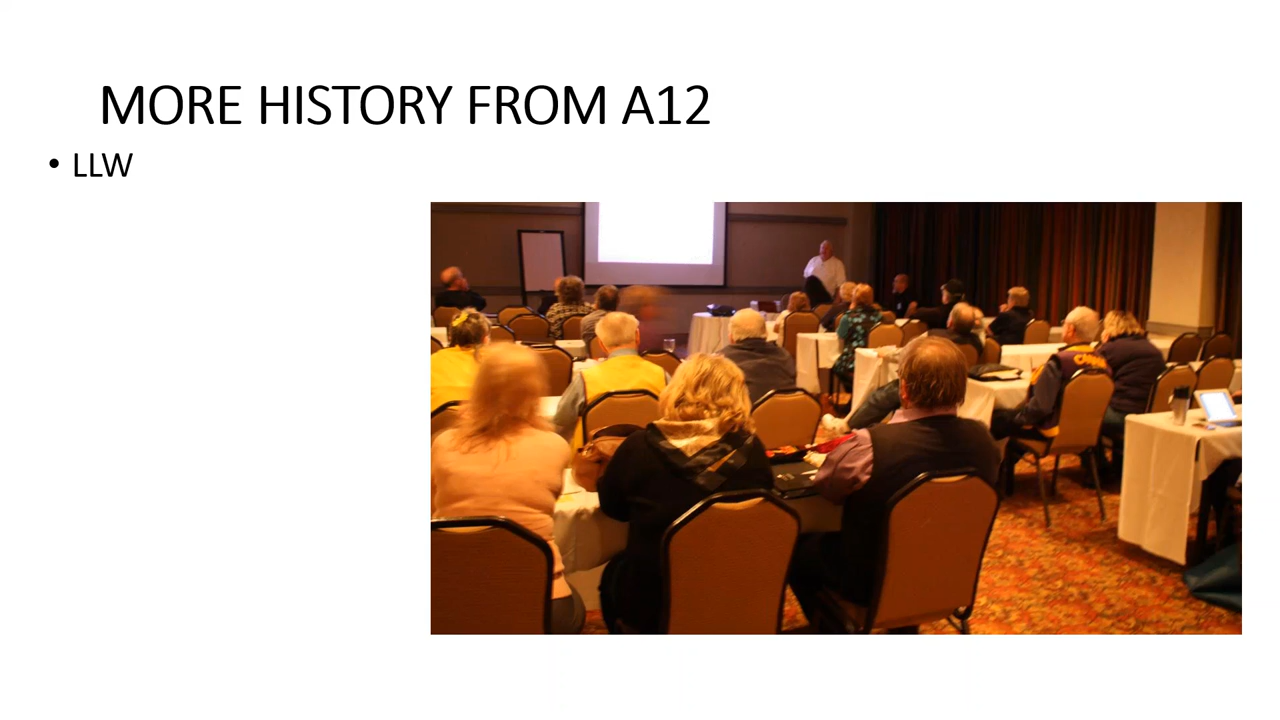 MORE HISTORY FROM A12
• LLW